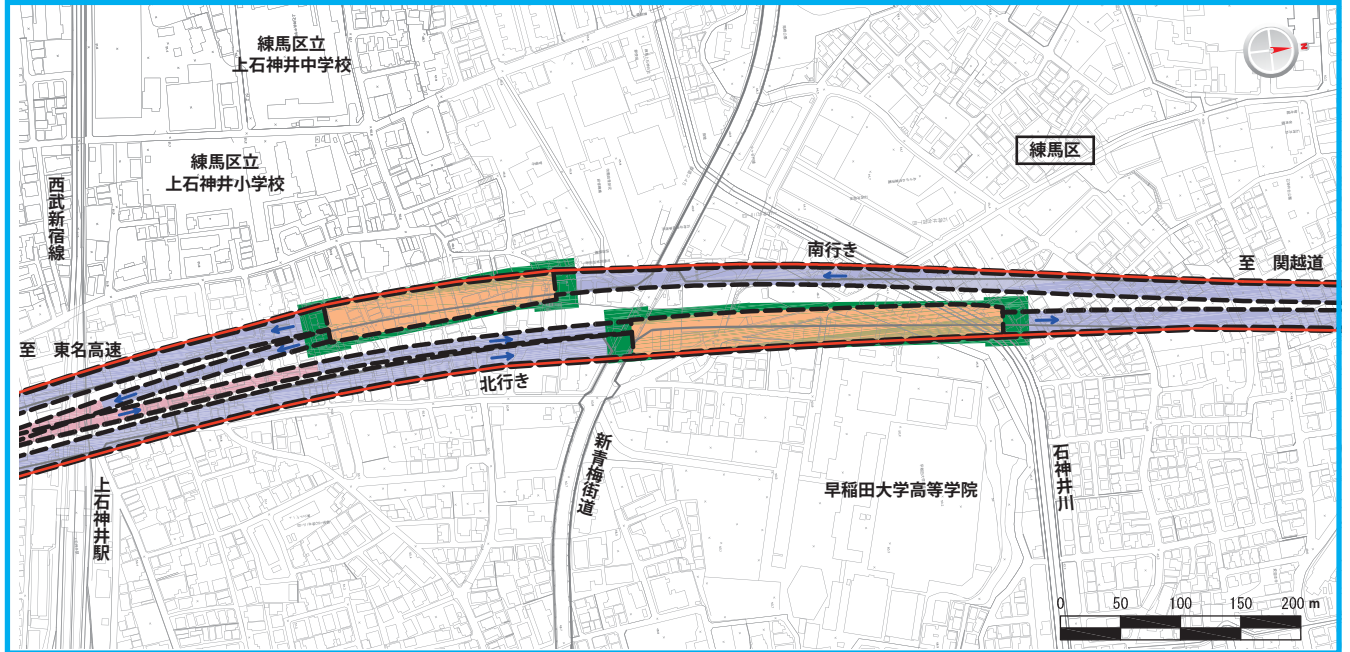 練馬区立
上石神井中学校
N
練馬区立
上石神井小学校
練馬区
西武新宿線
南行き
至 関越道
至 東名高速
北行き
新青梅街道
石神井川
早稲田大学高等学院
上石神井駅
0 50 100 150 200 m